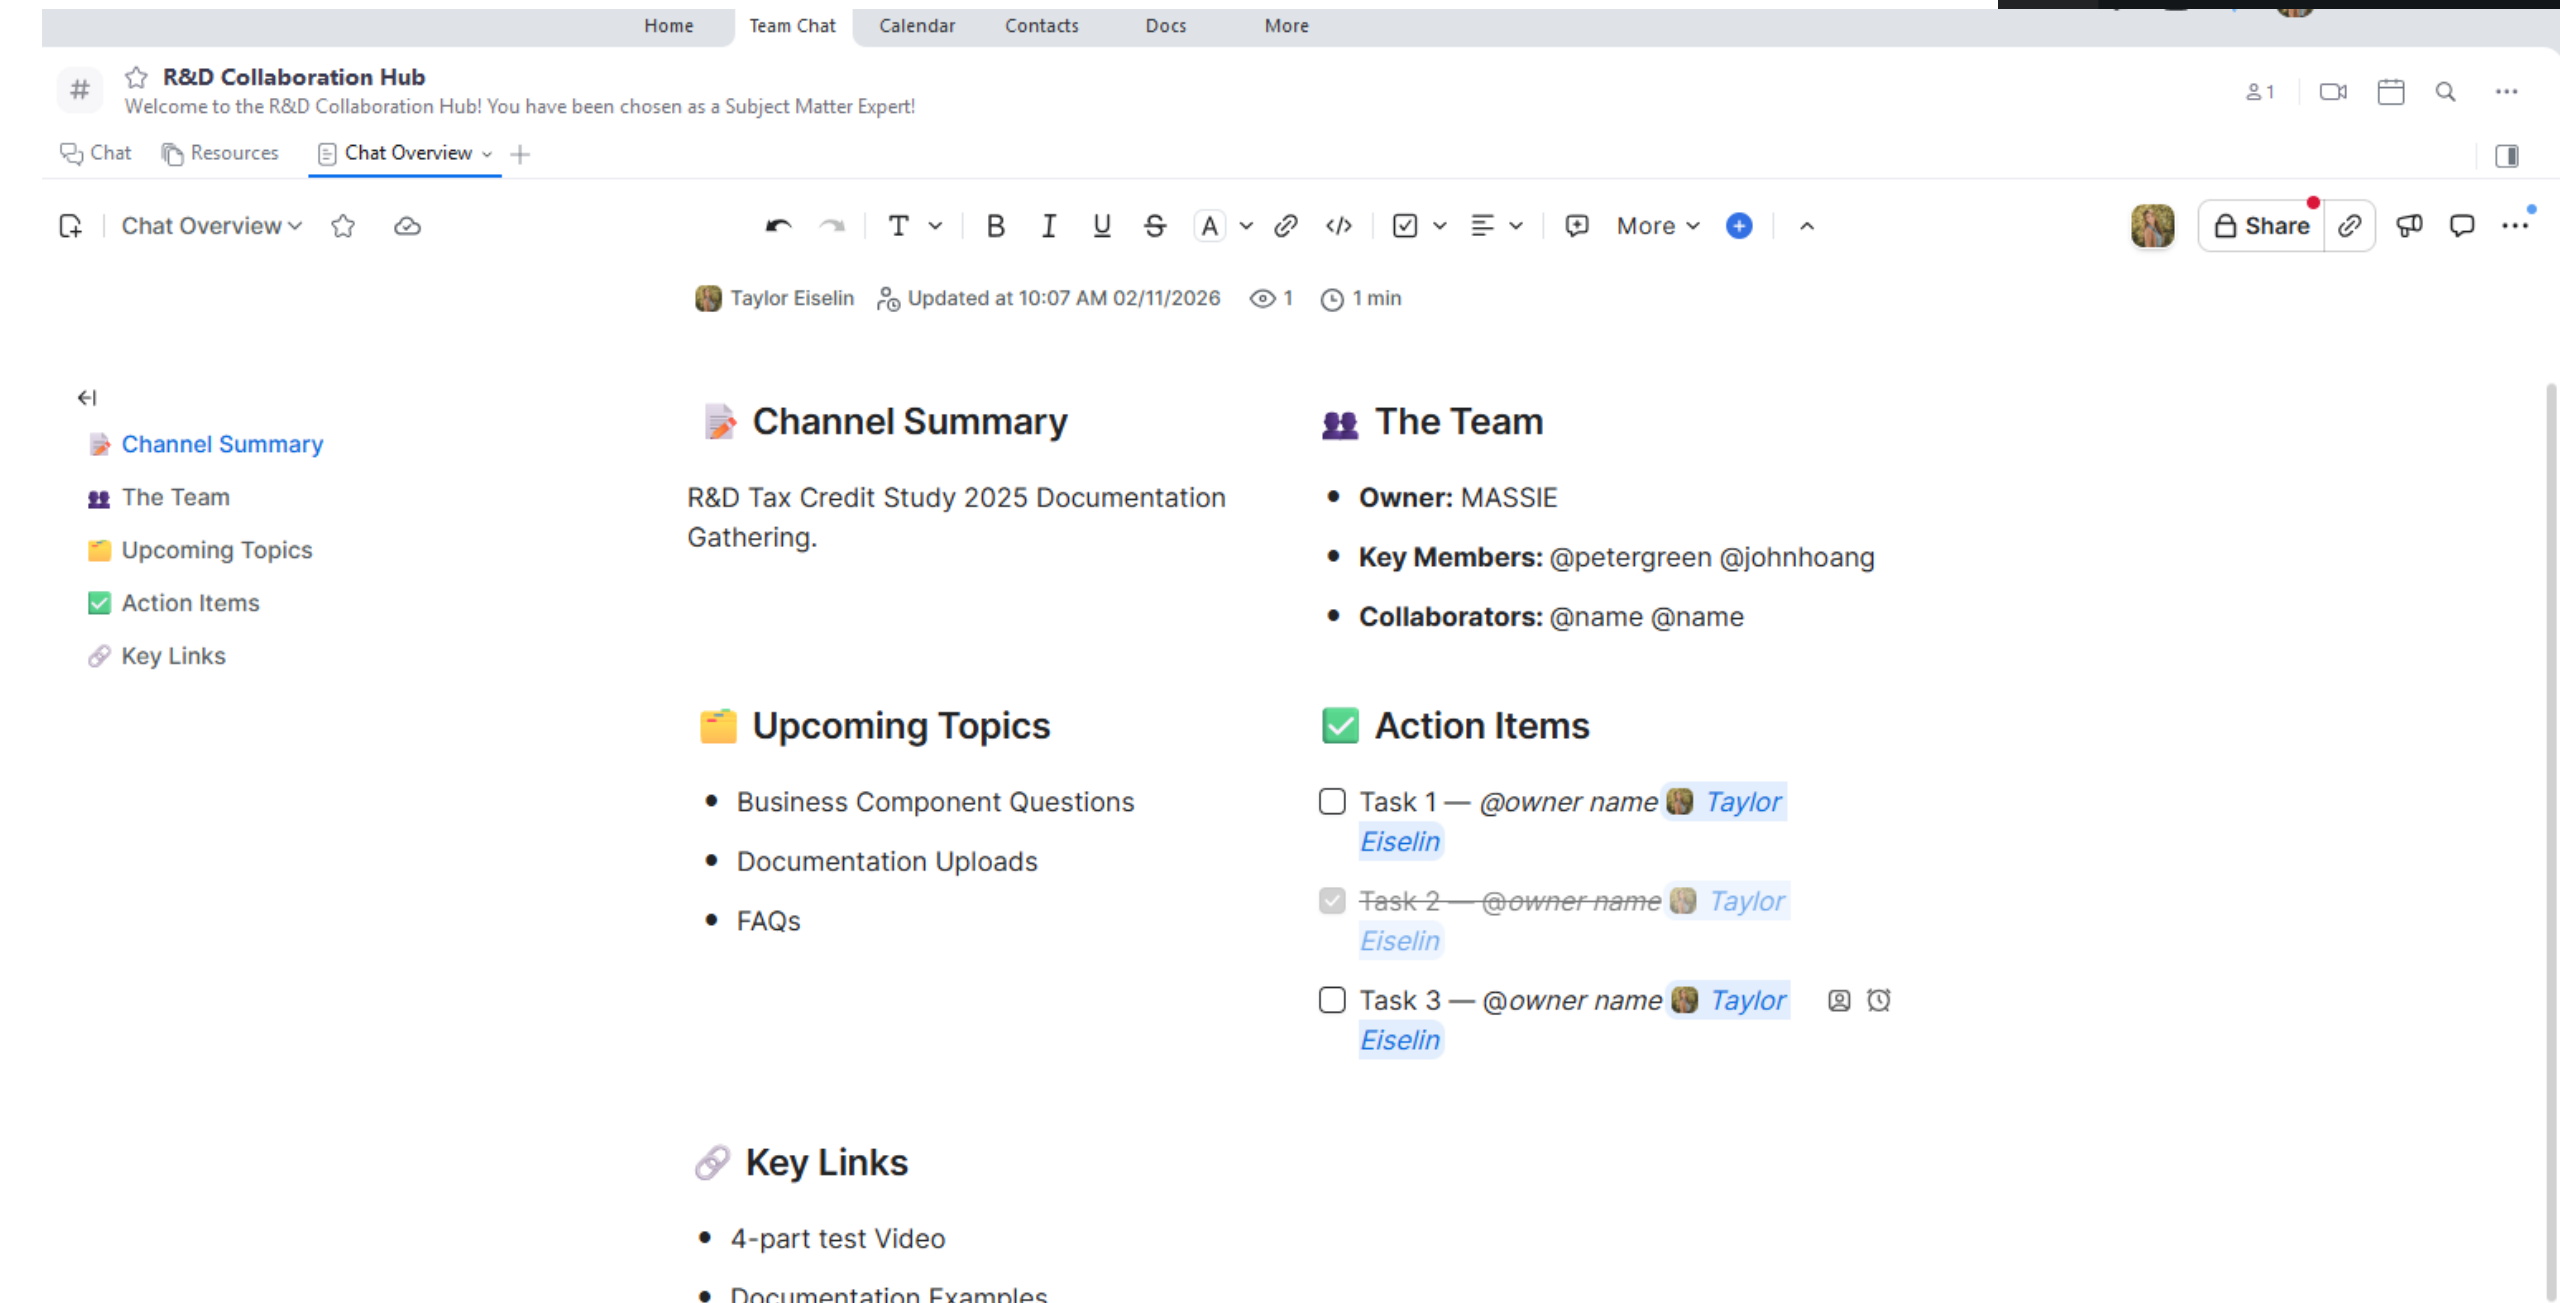 Home Team Chat Calendar Contacts Docs More
R&D Collaboration Hub
Welcome to the R&D Collaboration Hub! You have been chosen as a Subject Matter Expert!
1
Chat Resources Chat Overview
Chat Overview
T B I U S A </> More
Share
Taylor Eiselin Updated at 10:07 AM 02/11/2026 1 1 min
Channel Summary
The Team
Upcoming Topics
Action Items
Key Links
Channel Summary
R&D Tax Credit Study 2025 Documentation
Gathering.
The Team
• Owner: MASSIE
• Key Members: @petergreen @johnhoang
• Collaborators: @name @name
Upcoming Topics
• Business Component Questions
• Documentation Uploads
• FAQs
Action Items
Task 1 — @owner name Taylor
Eiselin
Task 2 — @owner name Taylor
Eiselin
Task 3 — @owner name Taylor
Eiselin
Key Links
• 4-part test Video
• Documentation Examples